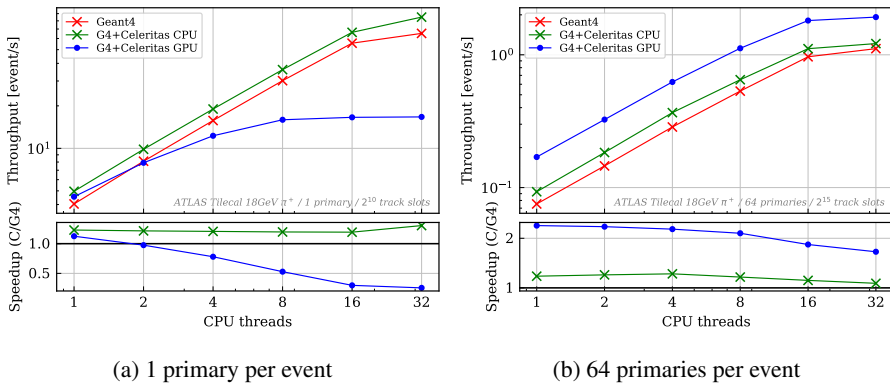 Throughput [event/s]
Geant4
G4+Celeritas CPU
G4+Celeritas GPU
10¹
ATLAS Tilecal 18GeV π⁺ / 1 primary / 2¹⁰ track slots
Speedup (C/G4)
1.0
0.5
1 2 4 8 16 32
CPU threads
(a) 1 primary per event
Throughput [event/s]
Geant4
G4+Celeritas CPU
G4+Celeritas GPU
10⁰
10⁻¹
ATLAS Tilecal 18GeV π⁺ / 64 primaries / 2¹⁵ track slots
Speedup (C/G4)
2
1
1 2 4 8 16 32
CPU threads
(b) 64 primaries per event